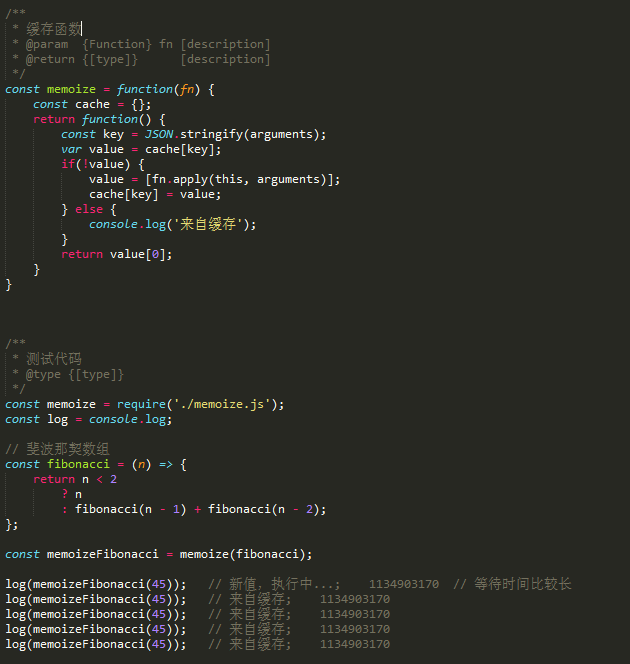 /**
 * 缓存函数
 * @param  {Function} fn [description]
 * @return {[type]}      [description]
 */
const memoize = function(fn) {
    const cache = {};
    return function() {
        const key = JSON.stringify(arguments);
        var value = cache[key];
        if(!value) {
            value = [fn.apply(this, arguments)];
            cache[key] = value;
        } else {
            console.log('来自缓存');
        }
        return value[0];
    }
}
/**
 * 测试代码
 * @type {[type]}
 */
const memoize = require('./memoize.js');
const log = console.log;
// 斐波那契数组
const fibonacci = (n) => {
    return n < 2
        ? n
        : fibonacci(n - 1) + fibonacci(n - 2);
};
const memoizeFibonacci = memoize(fibonacci);
log(memoizeFibonacci(45));   // 新值，执行中...;    1134903170  // 等待时间比较长
log(memoizeFibonacci(45));   // 来自缓存;    1134903170
log(memoizeFibonacci(45));   // 来自缓存;    1134903170
log(memoizeFibonacci(45));   // 来自缓存;    1134903170
log(memoizeFibonacci(45));   // 来自缓存;    1134903170